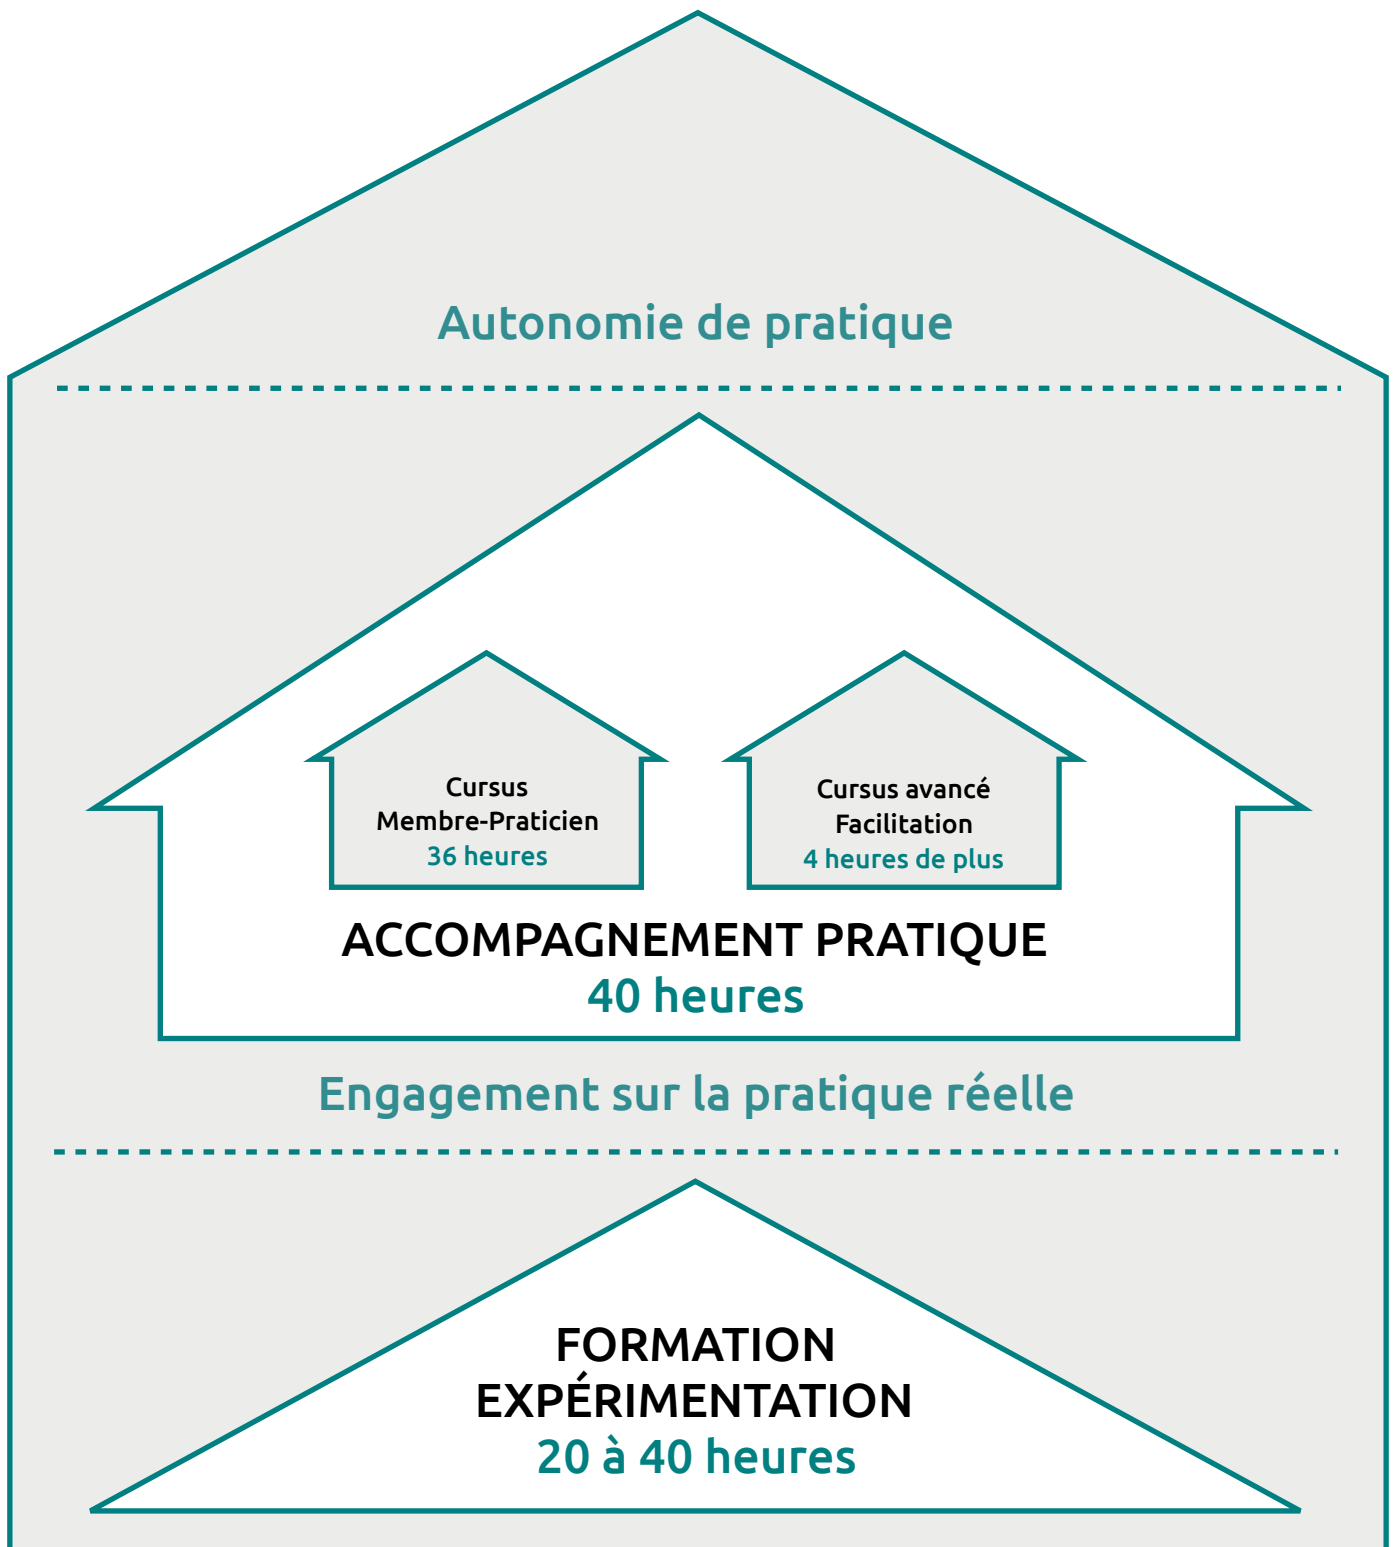 Autonomie de pratique
Cursus
Membre-Praticien
36 heures
Cursus avancé
Facilitation
4 heures de plus
ACCOMPAGNEMENT PRATIQUE
40 heures
Engagement sur la pratique réelle
FORMATION
EXPÉRIMENTATION
20 à 40 heures